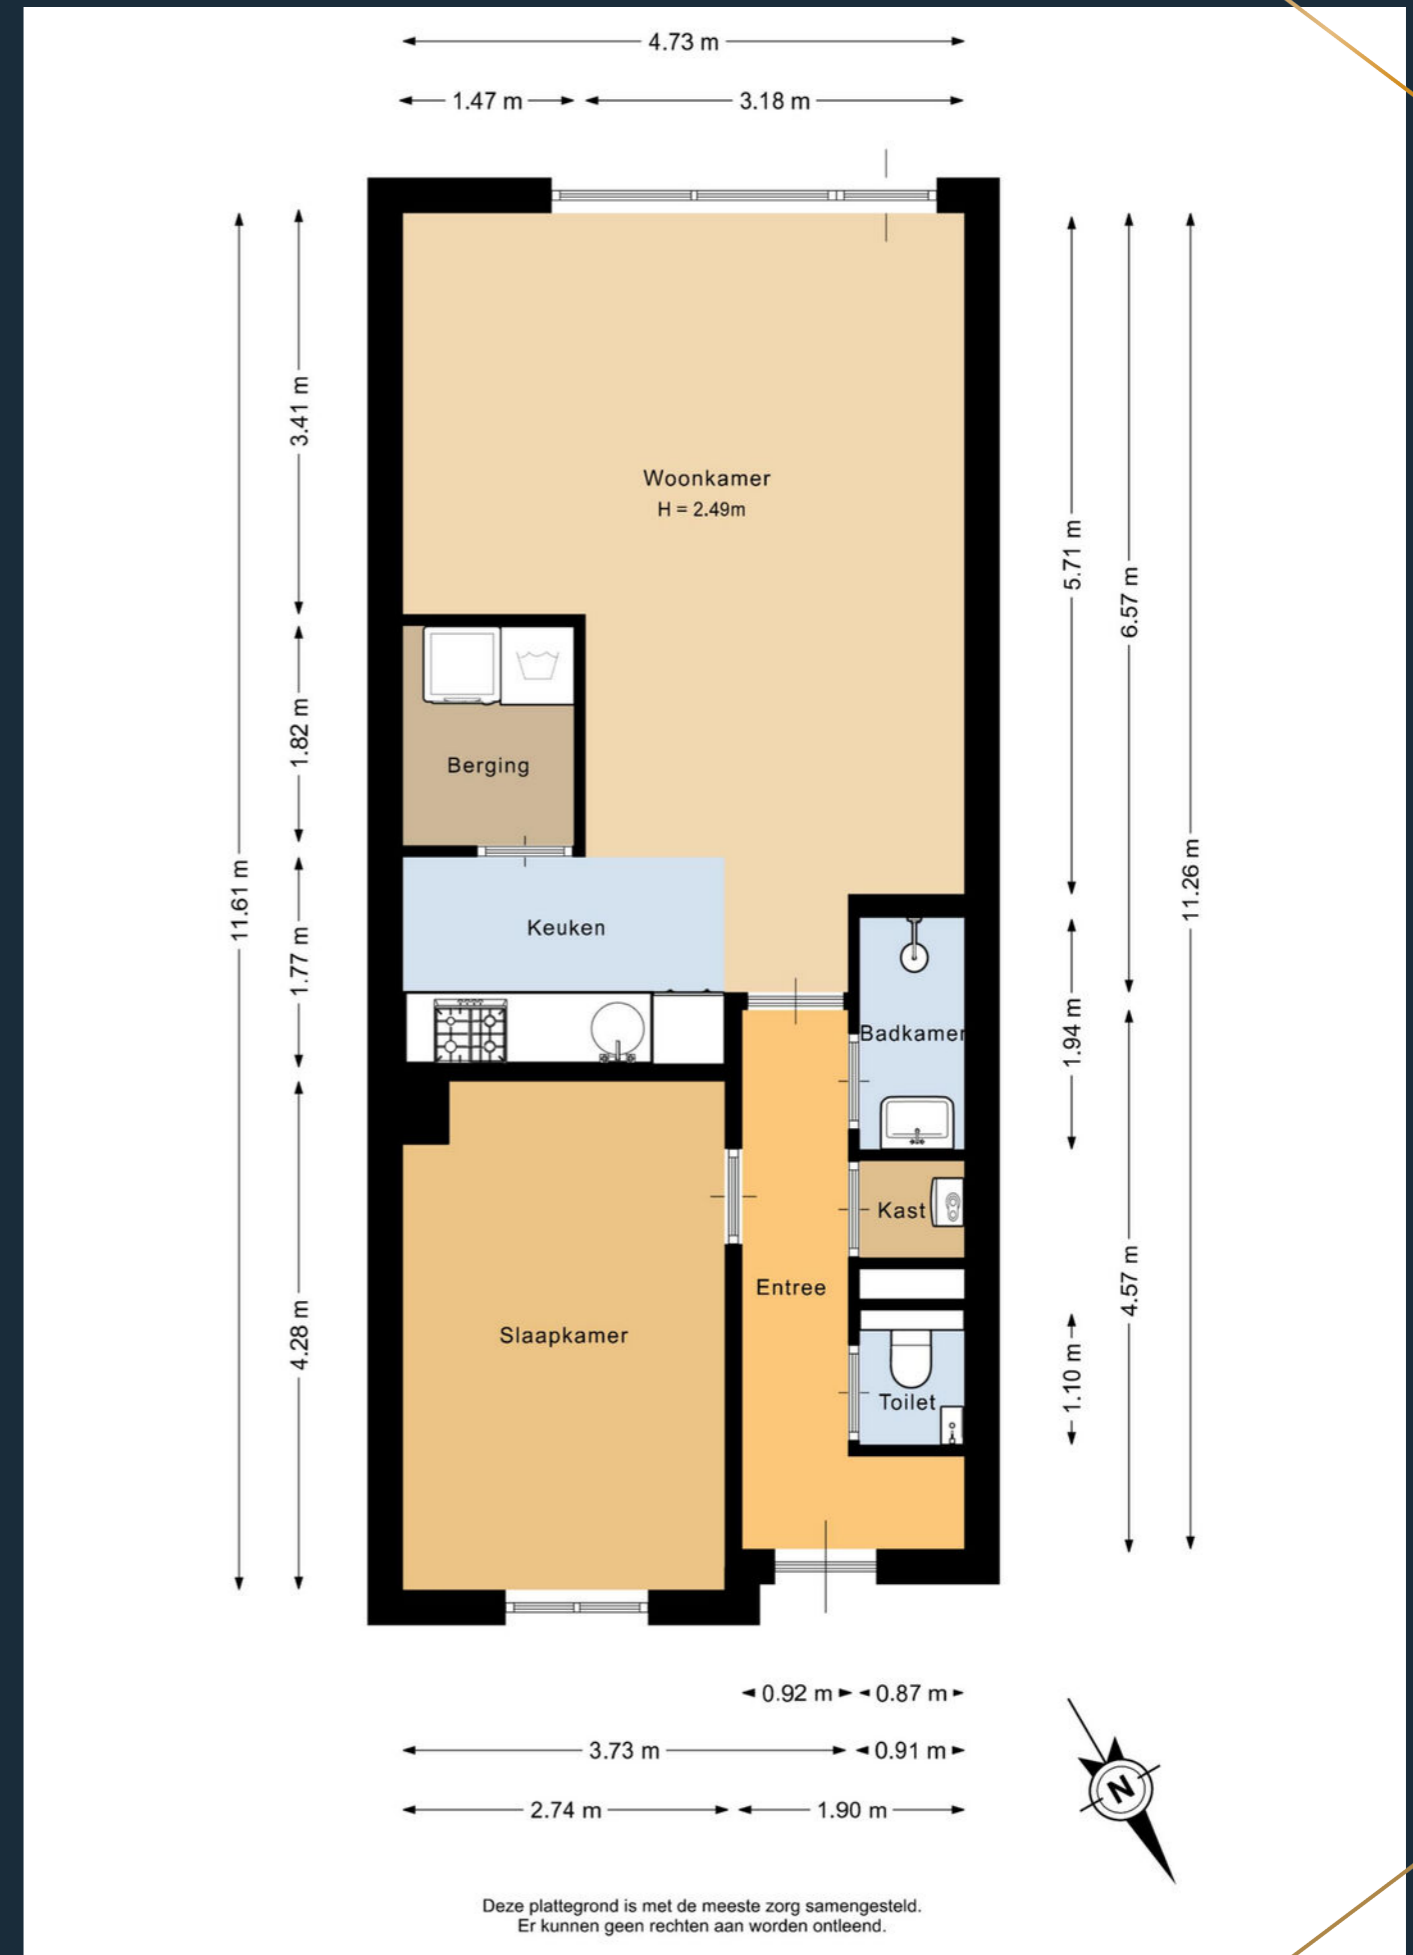 4.73 m
1.47 m
3.18 m
3.41 m
1.82 m
1.77 m
4.28 m
11.61 m
5.71 m
6.57 m
11.26 m
1.94 m
4.57 m
1.10 m
Woonkamer
H = 2.49m
Berging
Keuken
Badkamer
Kast
Entree
Slaapkamer
Toilet
0.92 m
0.87 m
3.73 m
0.91 m
2.74 m
1.90 m
N
Deze plattegrond is met de meeste zorg samengesteld.
Er kunnen geen rechten aan worden ontleend.